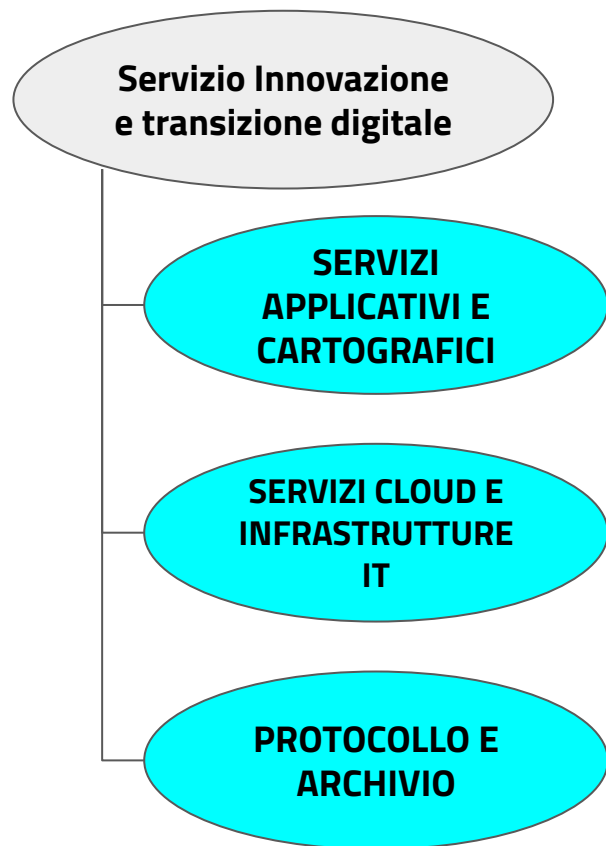 Servizio Innovazione
e transizione digitale
SERVIZI
APPLICATIVI E
CARTOGRAFICI
SERVIZI CLOUD E
INFRASTRUTTURE
IT
PROTOCOLLO E
ARCHIVIO